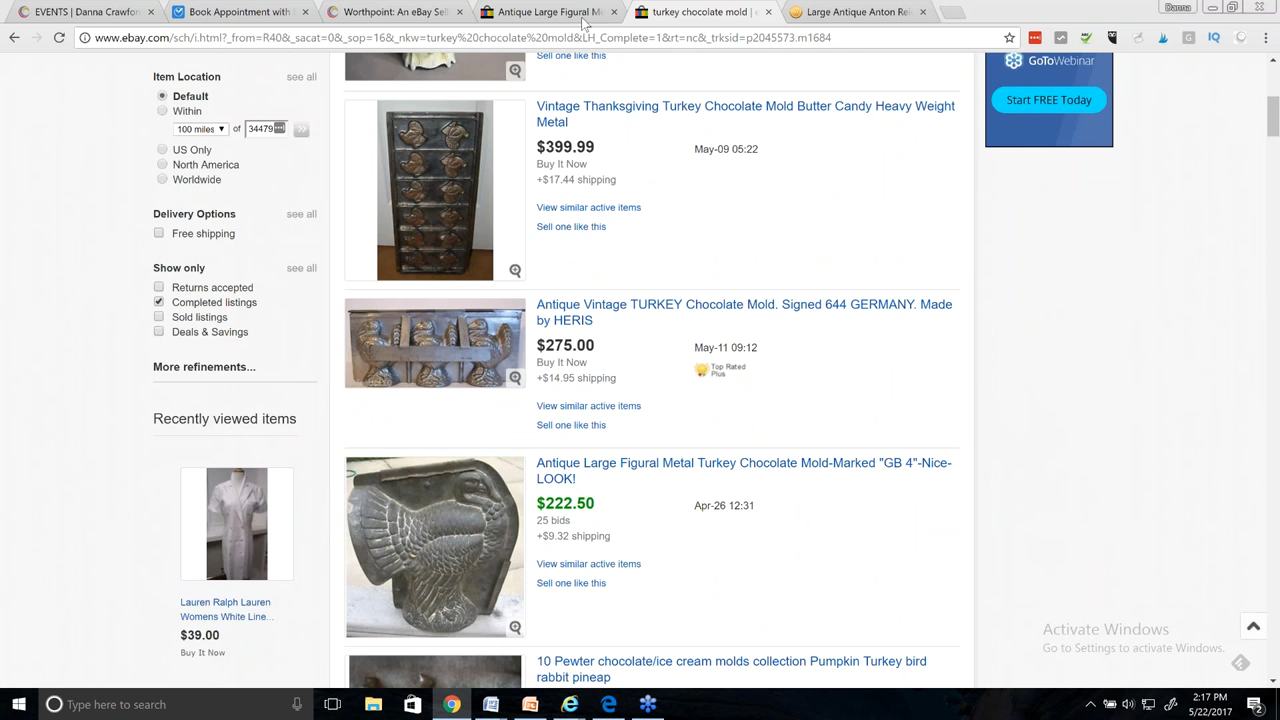 EVENTS | Danna Crawfor
Book Appointment with
Worthpoint: An eBay Sel
Antique Large Figural M
turkey chocolate mold | e
Large Antique Anton Re
Danna
www.ebay.com/sch/i.html?_from=R40&_sacat=0&_sop=16&_nkw=turkey%20chocolate%20mold&LH_Complete=1&rt=nc&_trksid=p2045573.m1684
Item Location see all
Default
Within
100 miles of 34479
US Only
North America
Worldwide
Delivery Options see all
Free shipping
Show only see all
Returns accepted
Completed listings
Sold listings
Deals & Savings
More refinements...
Recently viewed items
Lauren Ralph Lauren
Womens White Line...
$39.00
Buy It Now
Sell one like this
Vintage Thanksgiving Turkey Chocolate Mold Butter Candy Heavy Weight
Metal
$399.99 May-09 05:22
Buy It Now
+$17.44 shipping
View similar active items
Sell one like this
Antique Vintage TURKEY Chocolate Mold. Signed 644 GERMANY. Made
by HERIS
$275.00 May-11 09:12
Buy It Now
Top Rated
Plus
+$14.95 shipping
View similar active items
Sell one like this
Antique Large Figural Metal Turkey Chocolate Mold-Marked "GB 4"-Nice-
LOOK!
$222.50 Apr-26 12:31
25 bids
+$9.32 shipping
View similar active items
Sell one like this
10 Pewter chocolate/ice cream molds collection Pumpkin Turkey bird
rabbit pineap
GoToWebinar
Start FREE Today
Activate Windows
Go to Settings to activate Windows.
Type here to search
2:17 PM
5/22/2017